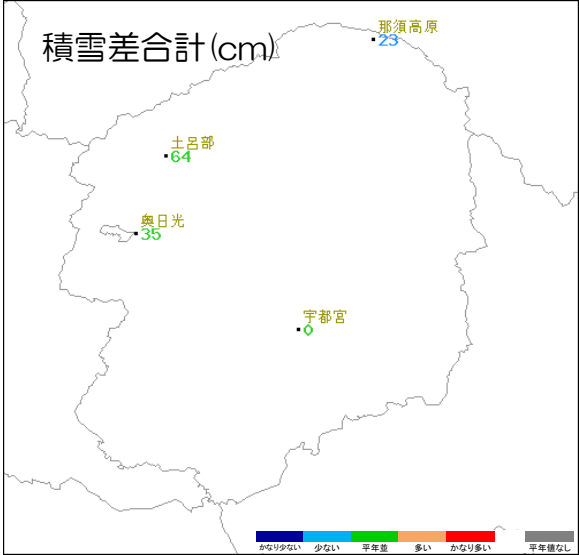 積雪差合計(cm)
那須高原
23
土呂部
64
奥日光
35
宇都宮
0
かなり少ない 少ない 平年並 多い かなり多い 平年値なし